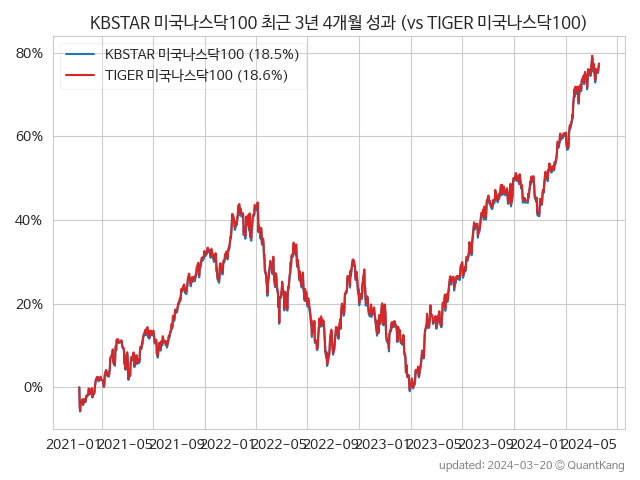 KBSTAR 미국나스닥100 최근 3년 4개월 성과 (vs TIGER 미국나스닥100)
KBSTAR 미국나스닥100 (18.5%)
TIGER 미국나스닥100 (18.6%)
80%
60%
40%
20%
0%
2021-01 2021-05 2021-09 2022-01 2022-05 2022-09 2023-01 2023-05 2023-09 2024-01 2024-05
updated: 2024-03-20 © QuantKang